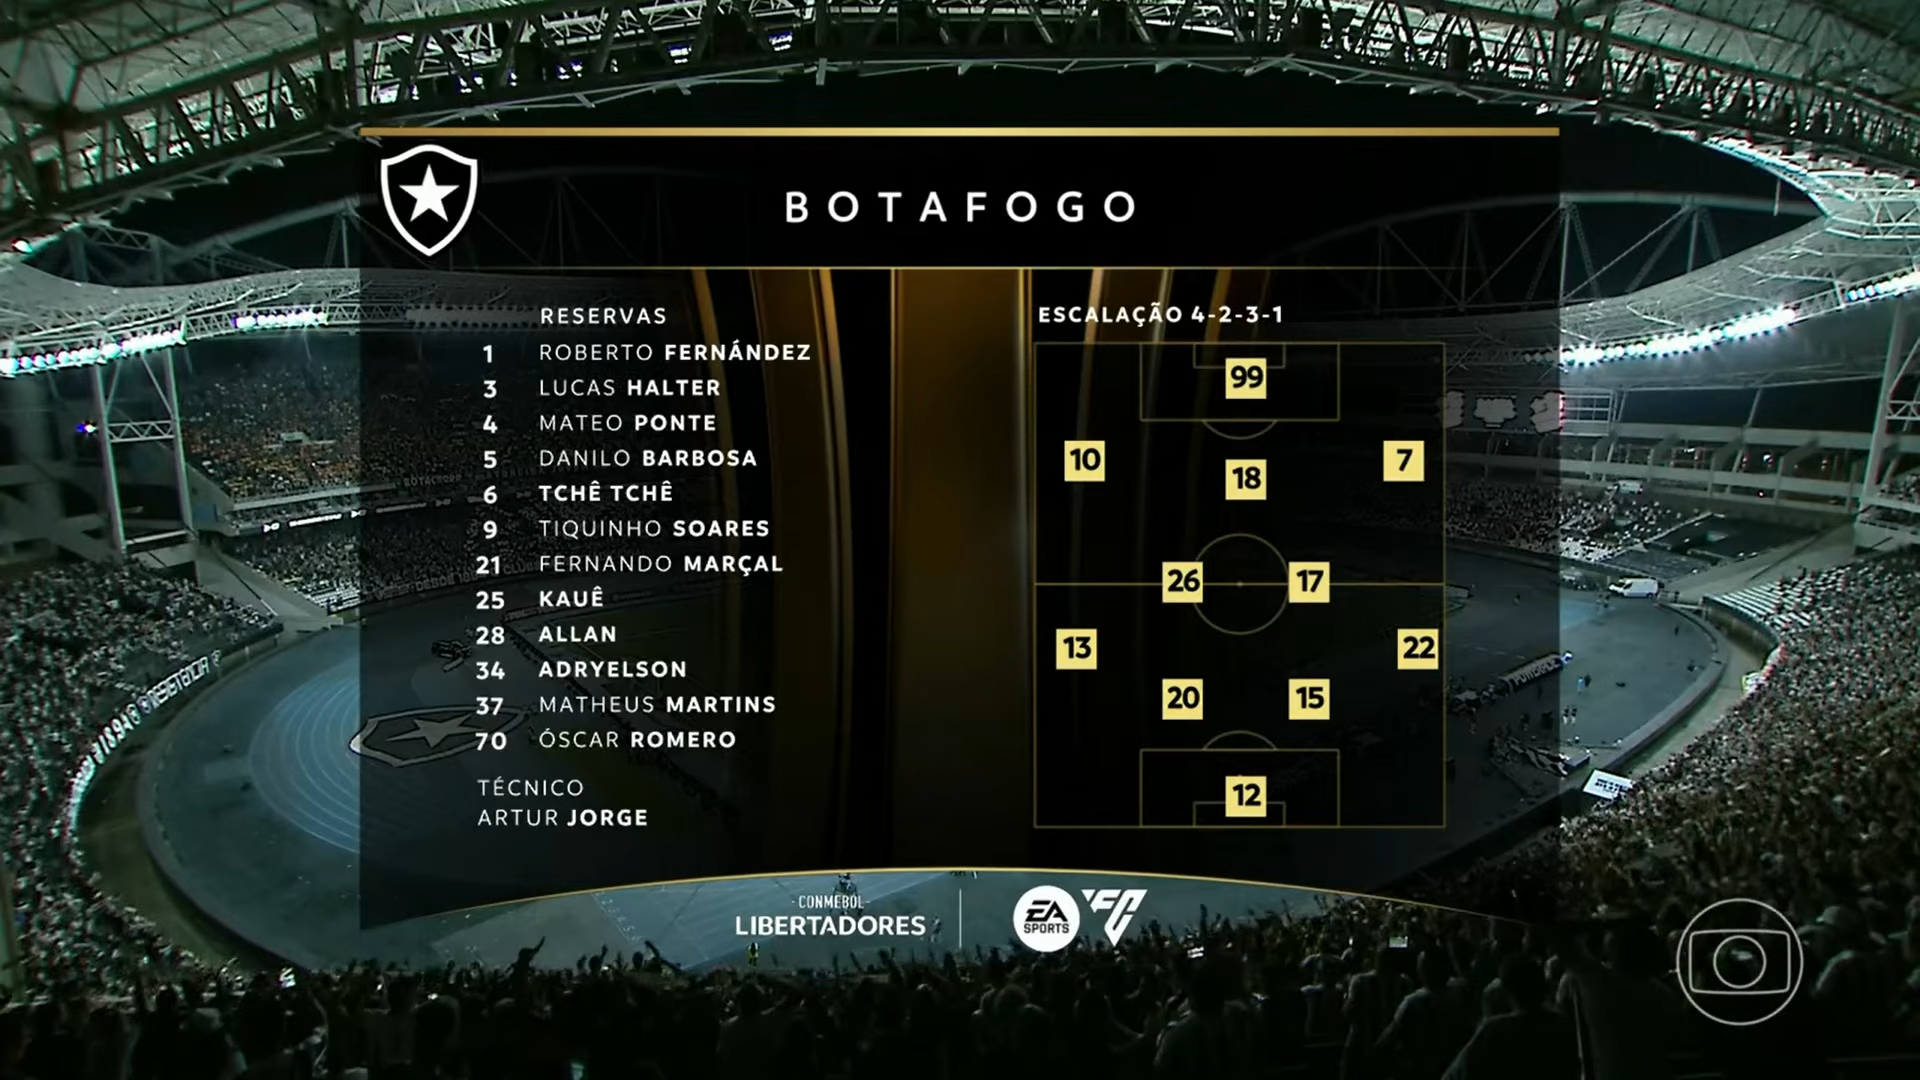 BOTAFOGO
RESERVAS
1 ROBERTO FERNÁNDEZ
3 LUCAS HALTER
4 MATEO PONTE
5 DANILO BARBOSA
6 TCHÊ TCHÊ
9 TIQUINHO SOARES
21 FERNANDO MARÇAL
25 KAUÊ
28 ALLAN
34 ADRYELSON
37 MATHEUS MARTINS
70 ÓSCAR ROMERO
TÉCNICO
ARTUR JORGE
ESCALAÇÃO 4-2-3-1
99
10 18 7
26 17
13 22
20 15
12
CONMEBOL
LIBERTADORES
EA
SPORTS
FC